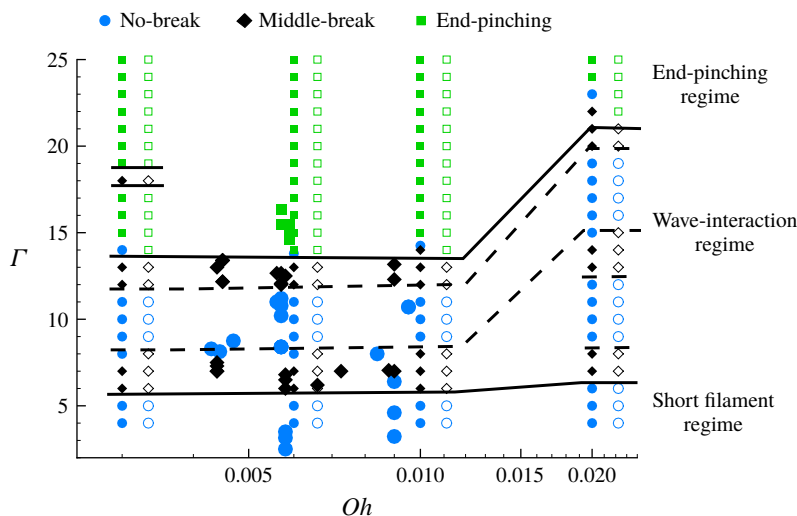 No-break Middle-break End-pinching
25
20
15
10
5
Γ
0.005 0.010 0.015 0.020
Oh
End-pinching
regime
Wave-interaction
regime
Short filament
regime